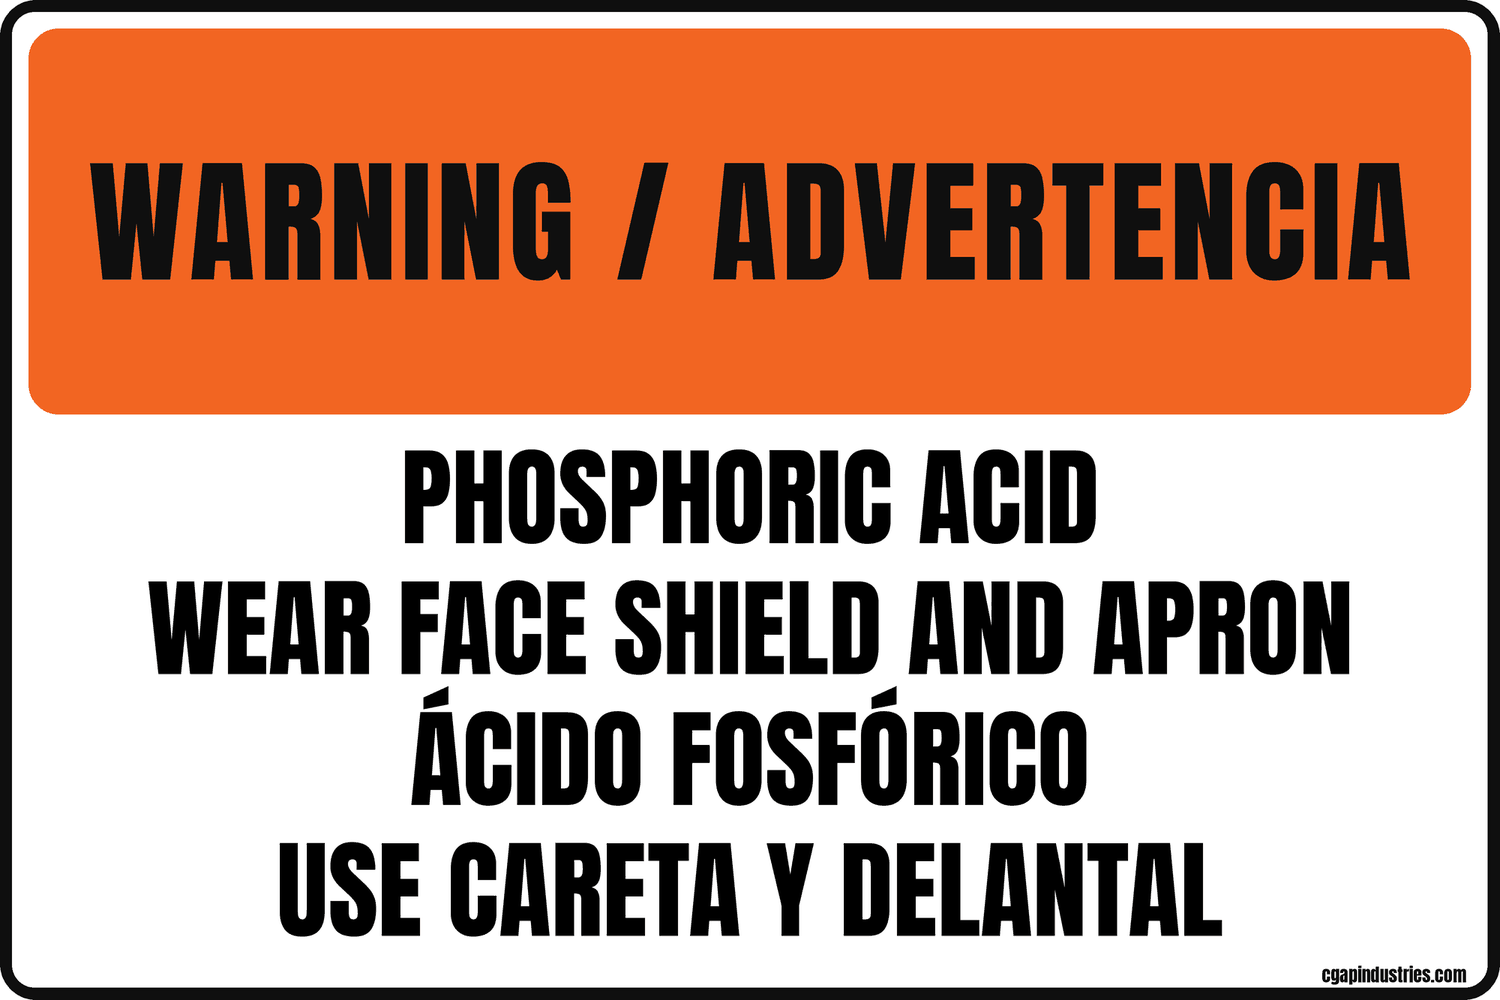 WARNING / ADVERTENCIA
PHOSPHORIC ACID
WEAR FACE SHIELD AND APRON
ÁCIDO FOSFÓRICO
USE CARETA Y DELANTAL
cgapindustries.com